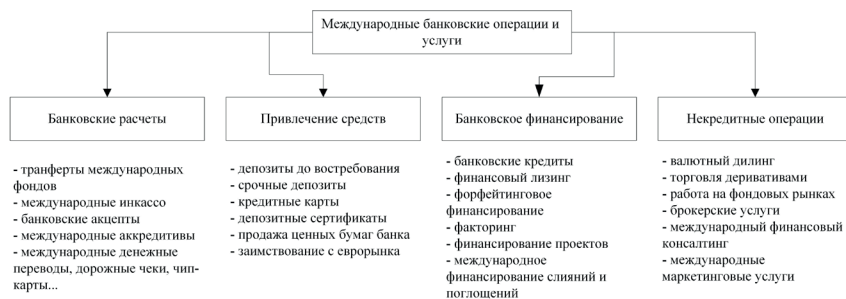 Международные банковские операции и
услуги
Банковские расчеты
Привлечение средств
Банковское финансирование
Некредитные операции
- транферты международных
фондов
- международные инкассо
- банковские акцепты
- международные аккредитивы
- международные денежные
переводы, дорожные чеки, чип-
карты...
- депозиты до востребования
- срочные депозиты
- кредитные карты
- депозитные сертификаты
- продажа ценных бумаг банка
- заимствование с еврорынка
- банковские кредиты
- финансовый лизинг
- форфейтинговое
финансирование
- факторинг
- финансирование проектов
- международное
финансирование слияний и
поглощений
- валютный дилинг
- торговля деривативами
- работа на фондовых рынках
- брокерские услуги
- международный финансовый
консалтинг
- международные
маркетинговые услуги